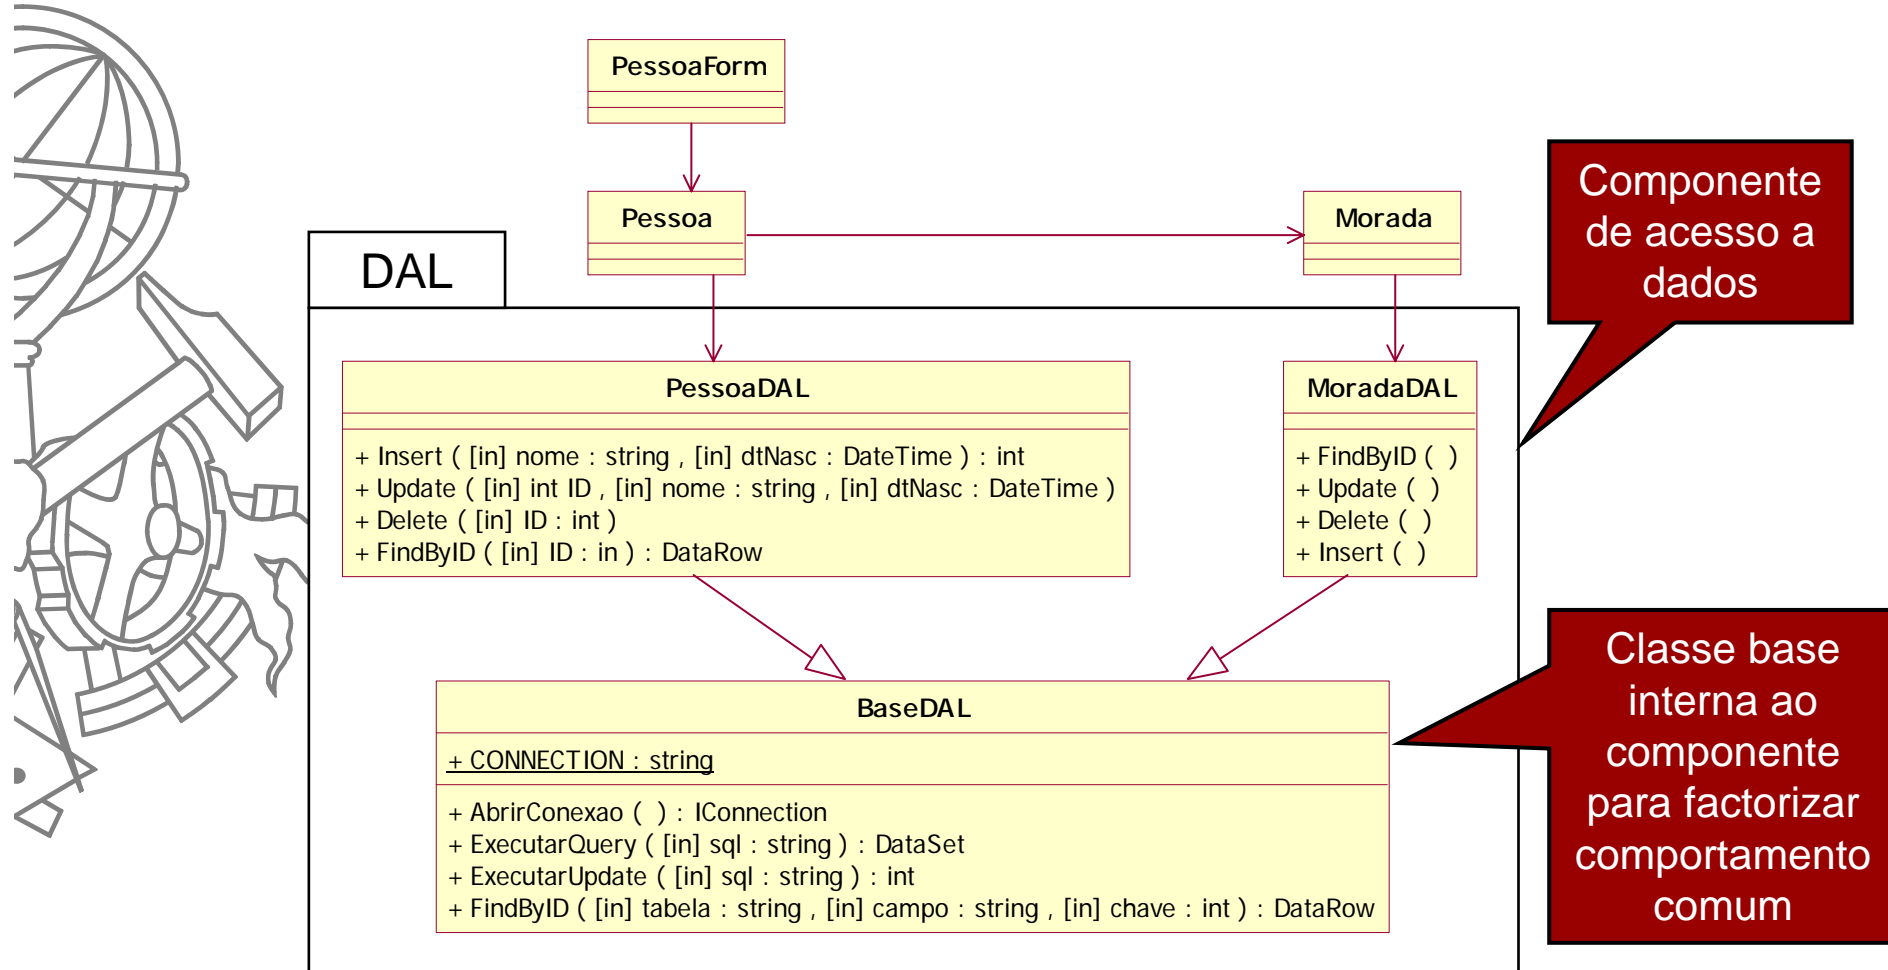 PessoaForm
Pessoa
Morada
DAL
Componente
de acesso a
dados
PessoaDAL
+ Insert ( [in] nome : string , [in] dtNasc : DateTime ) : int
+ Update ( [in] int ID , [in] nome : string , [in] dtNasc : DateTime )
+ Delete ( [in] ID : int )
+ FindByID ( [in] ID : in ) : DataRow
MoradaDAL
+ FindByID ( )
+ Update ( )
+ Delete ( )
+ Insert ( )
BaseDAL
+ CONNECTION : string
+ AbrirConexao ( ) : IConnection
+ ExecutarQuery ( [in] sql : string ) : DataSet
+ ExecutarUpdate ( [in] sql : string ) : int
+ FindByID ( [in] tabela : string , [in] campo : string , [in] chave : int ) : DataRow
Classe base
interna ao
componente
para factorizar
comportamento
comum